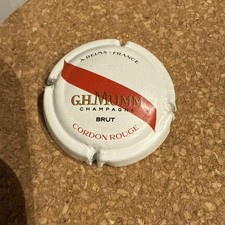 A REIMS - FRANCE
G.H.MUMM
CHAMPAGNE
BRUT
CORDON ROUGE